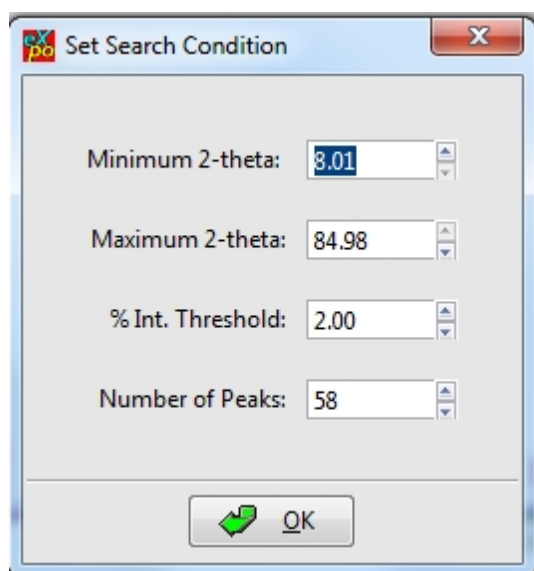 expo Set Search Condition
Minimum 2-theta: 8.01
Maximum 2-theta: 84.98
% Int. Threshold: 2.00
Number of Peaks: 58
OK